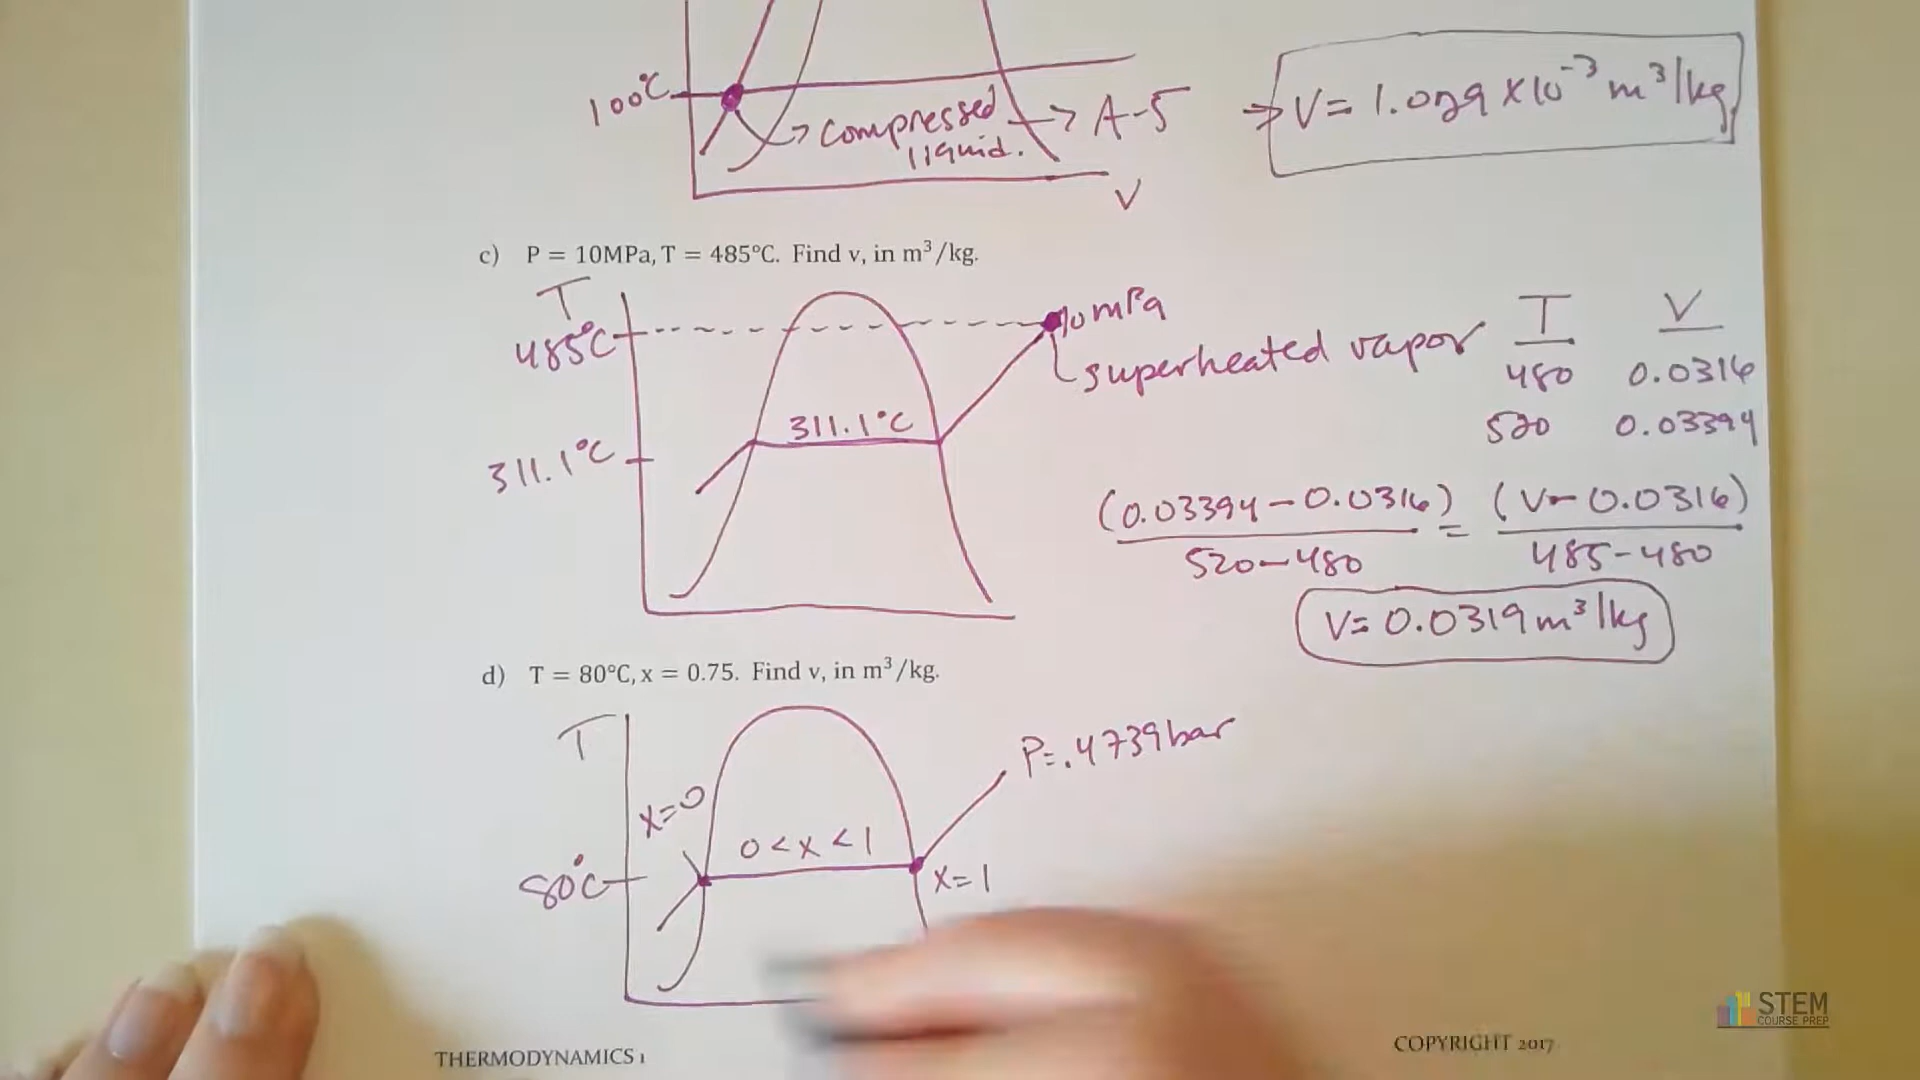 100°C
compressed
liquid.
→ A-5
⇒ V = 1.029 x 10⁻³ m³/kg
V
c) P = 10MPa, T = 485°C. Find v, in m³/kg.
T
485°C
10 MPa
superheated vapor
T V
480 0.0316
520 0.03394
311.1°C
311.1°C
(0.03394 - 0.0316) = (V - 0.0316)
520 - 480 485 - 480
V = 0.0319 m³/kg
d) T = 80°C, x = 0.75. Find v, in m³/kg.
T
P = .4739 bar
x=0
0 < x < 1
80°C
x=1
STEM
COURSE PREP
THERMODYNAMICS 1
COPYRIGHT 2017